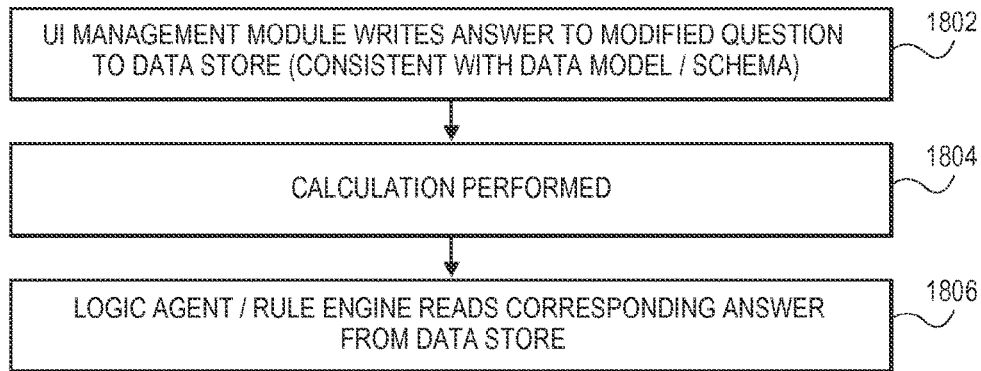 UI MANAGEMENT MODULE WRITES ANSWER TO MODIFIED QUESTION
TO DATA STORE (CONSISTENT WITH DATA MODEL / SCHEMA)
1802
CALCULATION PERFORMED
1804
LOGIC AGENT / RULE ENGINE READS CORRESPONDING ANSWER
FROM DATA STORE
1806